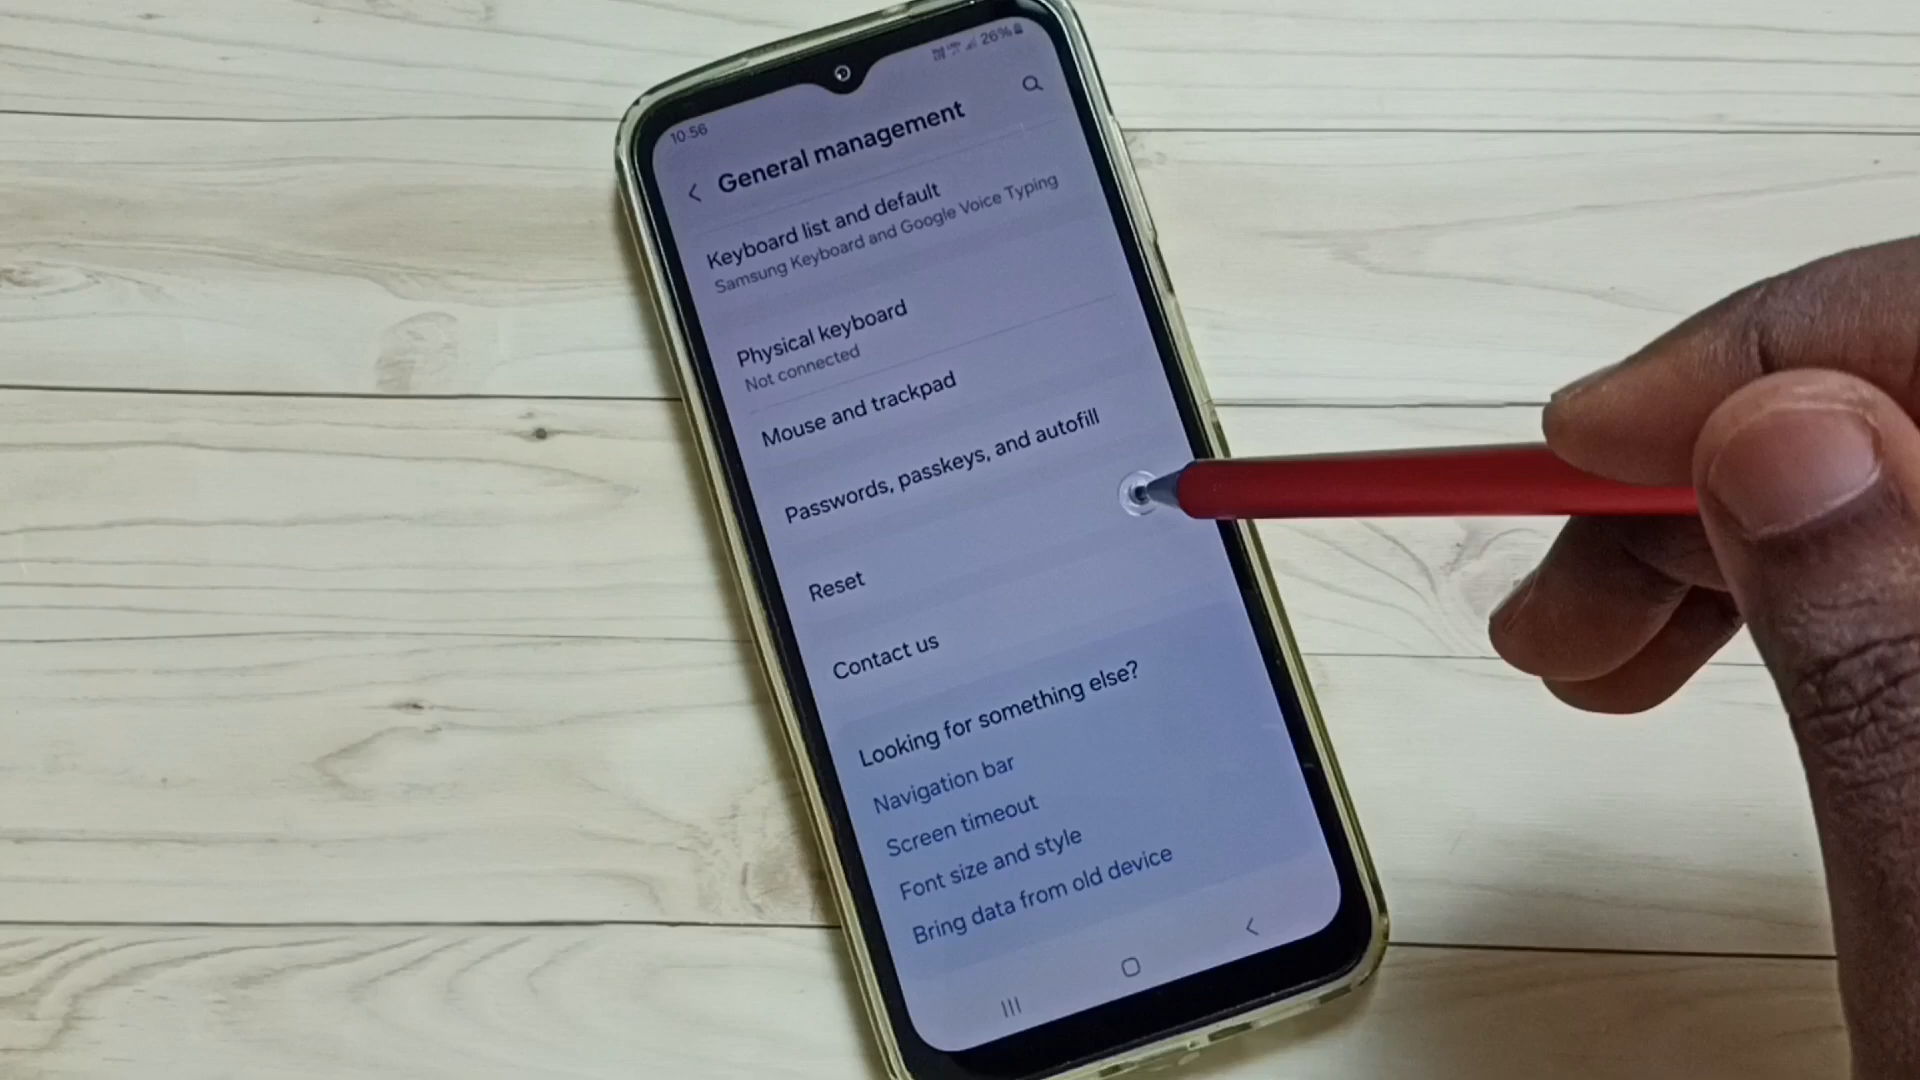 10:56
26%
General management
Keyboard list and default
Samsung Keyboard and Google Voice Typing
Physical keyboard
Not connected
Mouse and trackpad
Passwords, passkeys, and autofill
Reset
Contact us
Looking for something else?
Navigation bar
Screen timeout
Font size and style
Bring data from old device